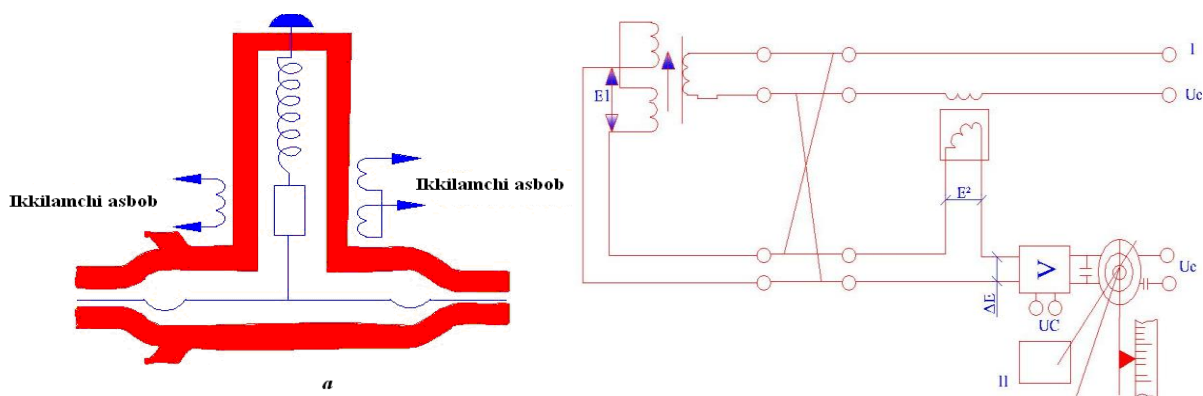 Ikkilamchi asbob
Ikkilamchi asbob
a
E1
I
Uc
E²
ΔE
V
UC
Uc
II